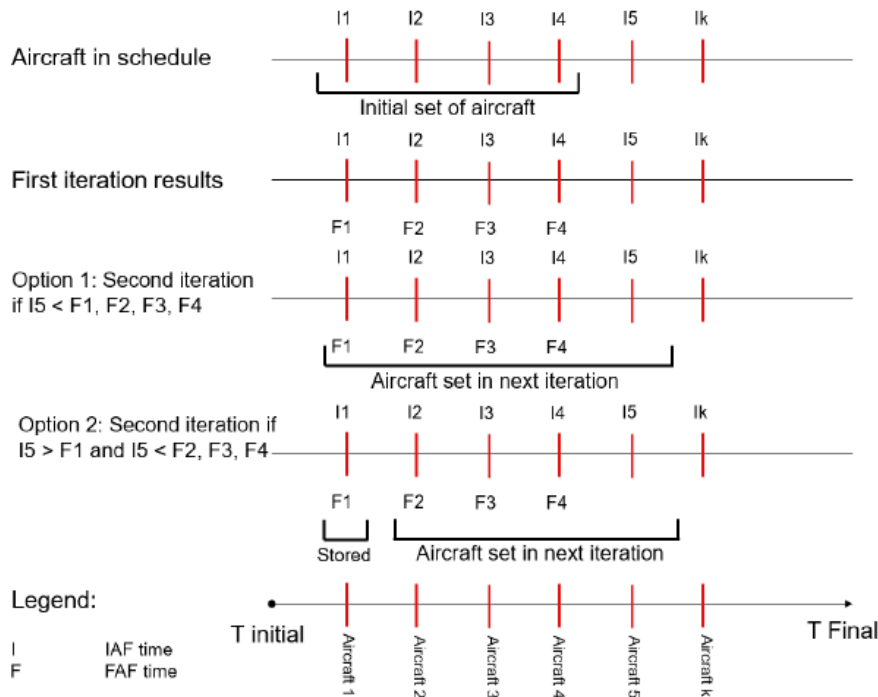 I1 I2 I3 I4 I5 Ik
Aircraft in schedule
Initial set of aircraft
I1 I2 I3 I4 I5 Ik
First iteration results
F1 F2 F3 F4
I1 I2 I3 I4 I5 Ik
Option 1: Second iteration
if I5 < F1, F2, F3, F4
F1 F2 F3 F4
Aircraft set in next iteration
I1 I2 I3 I4 I5 Ik
Option 2: Second iteration if
I5 > F1 and I5 < F2, F3, F4
F1 F2 F3 F4
Stored
Aircraft set in next iteration
Legend:
T initial
T Final
I IAF time
F FAF time
Aircraft 1
Aircraft 2
Aircraft 3
Aircraft 4
Aircraft 5
Aircraft k